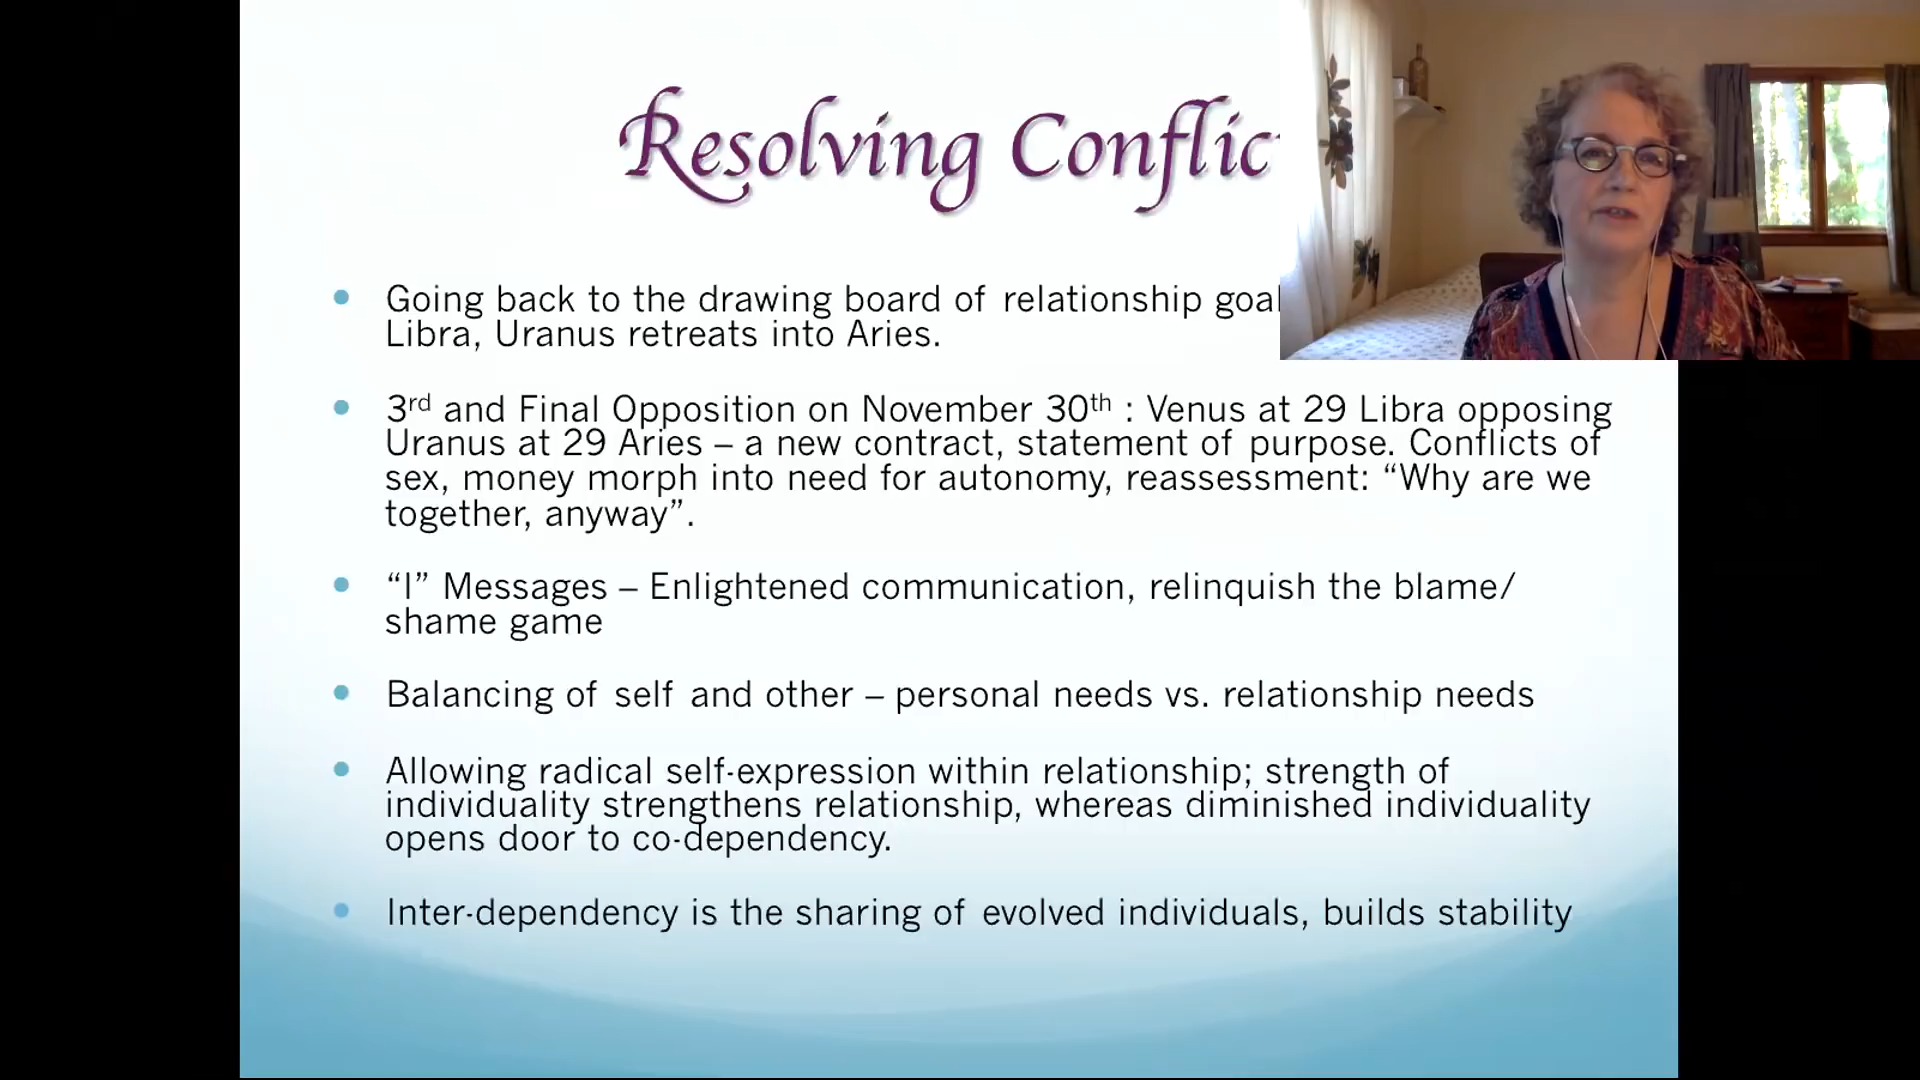 Resolving Conflic
Going back to the drawing board of relationship goal
Libra, Uranus retreats into Aries.
3rd and Final Opposition on November 30th : Venus at 29 Libra opposing
Uranus at 29 Aries – a new contract, statement of purpose. Conflicts of
sex, money morph into need for autonomy, reassessment: “Why are we
together, anyway”.
“I” Messages – Enlightened communication, relinquish the blame/
shame game
Balancing of self and other – personal needs vs. relationship needs
Allowing radical self-expression within relationship; strength of
individuality strengthens relationship, whereas diminished individuality
opens door to co-dependency.
Inter-dependency is the sharing of evolved individuals, builds stability